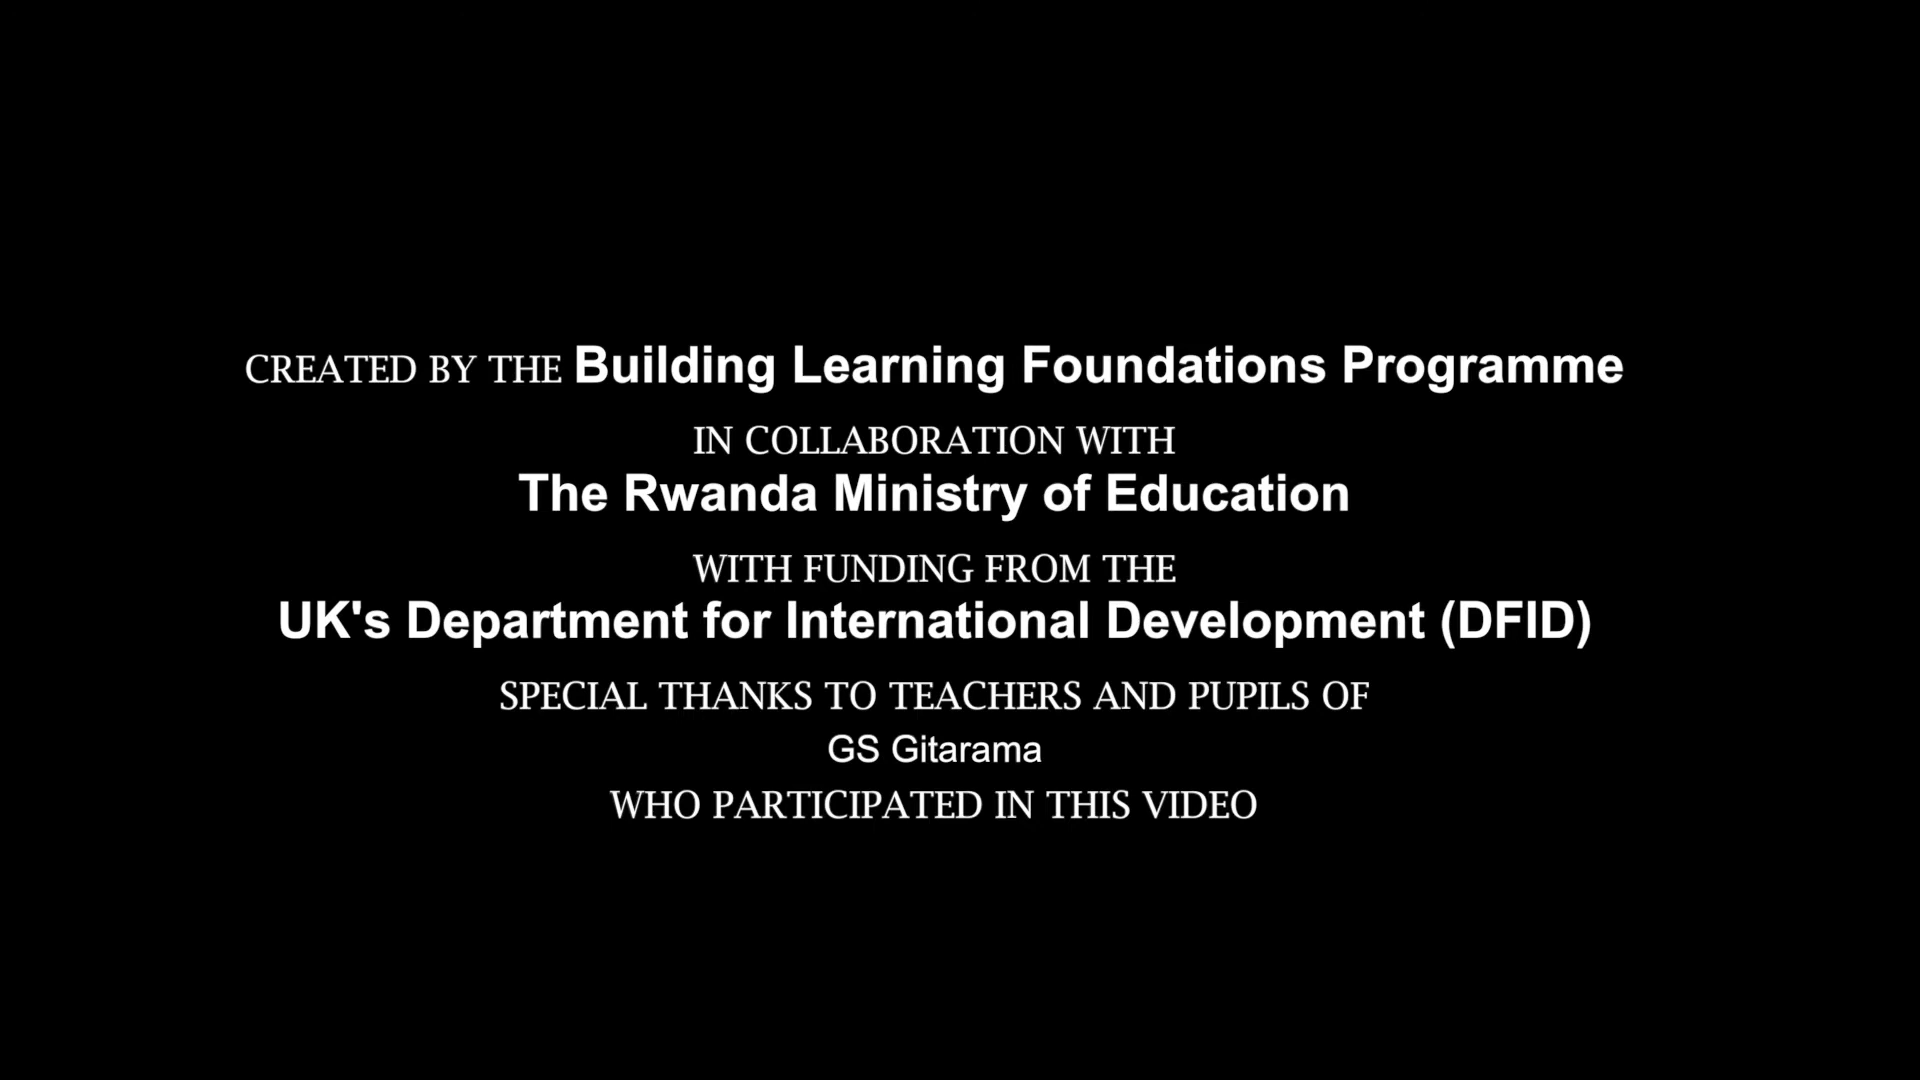 CREATED BY THE Building Learning Foundations Programme
IN COLLABORATION WITH
The Rwanda Ministry of Education
WITH FUNDING FROM THE
UK's Department for International Development (DFID)
SPECIAL THANKS TO TEACHERS AND PUPILS OF
GS Gitarama
WHO PARTICIPATED IN THIS VIDEO